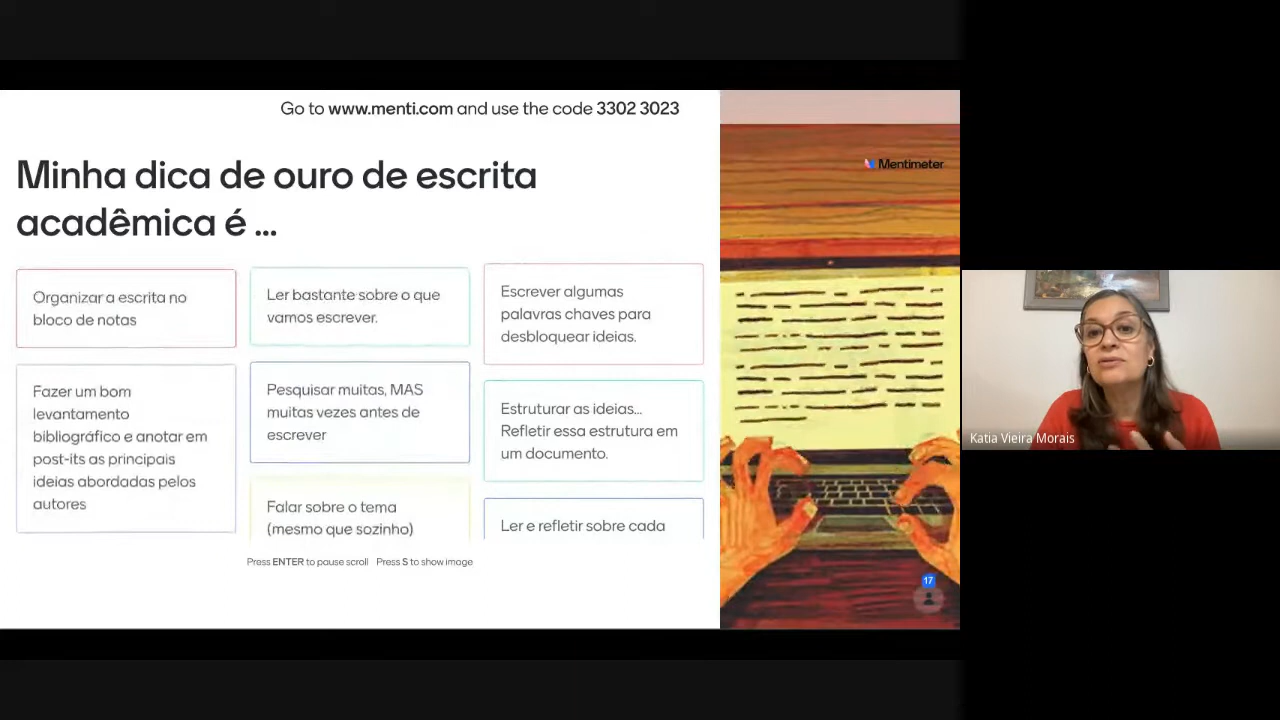 Go to www.menti.com and use the code 3302 3023
Mentimeter
Minha dica de ouro de escrita
acadêmica é ...
Organizar a escrita no
bloco de notas
Fazer um bom
levantamento
bibliográfico e anotar em
post-its as principais
ideias abordadas pelos
autores
Ler bastante sobre o que
vamos escrever.
Pesquisar muitas, MAS
muitas vezes antes de
escrever
Falar sobre o tema
(mesmo que sozinho)
Escrever algumas
palavras chaves para
desbloquear ideias.
Estruturar as ideias...
Refletir essa estrutura em
um documento.
Ler e refletir sobre cada
Press ENTER to pause scroll Press S to show image
17
Katia Vieira Morais